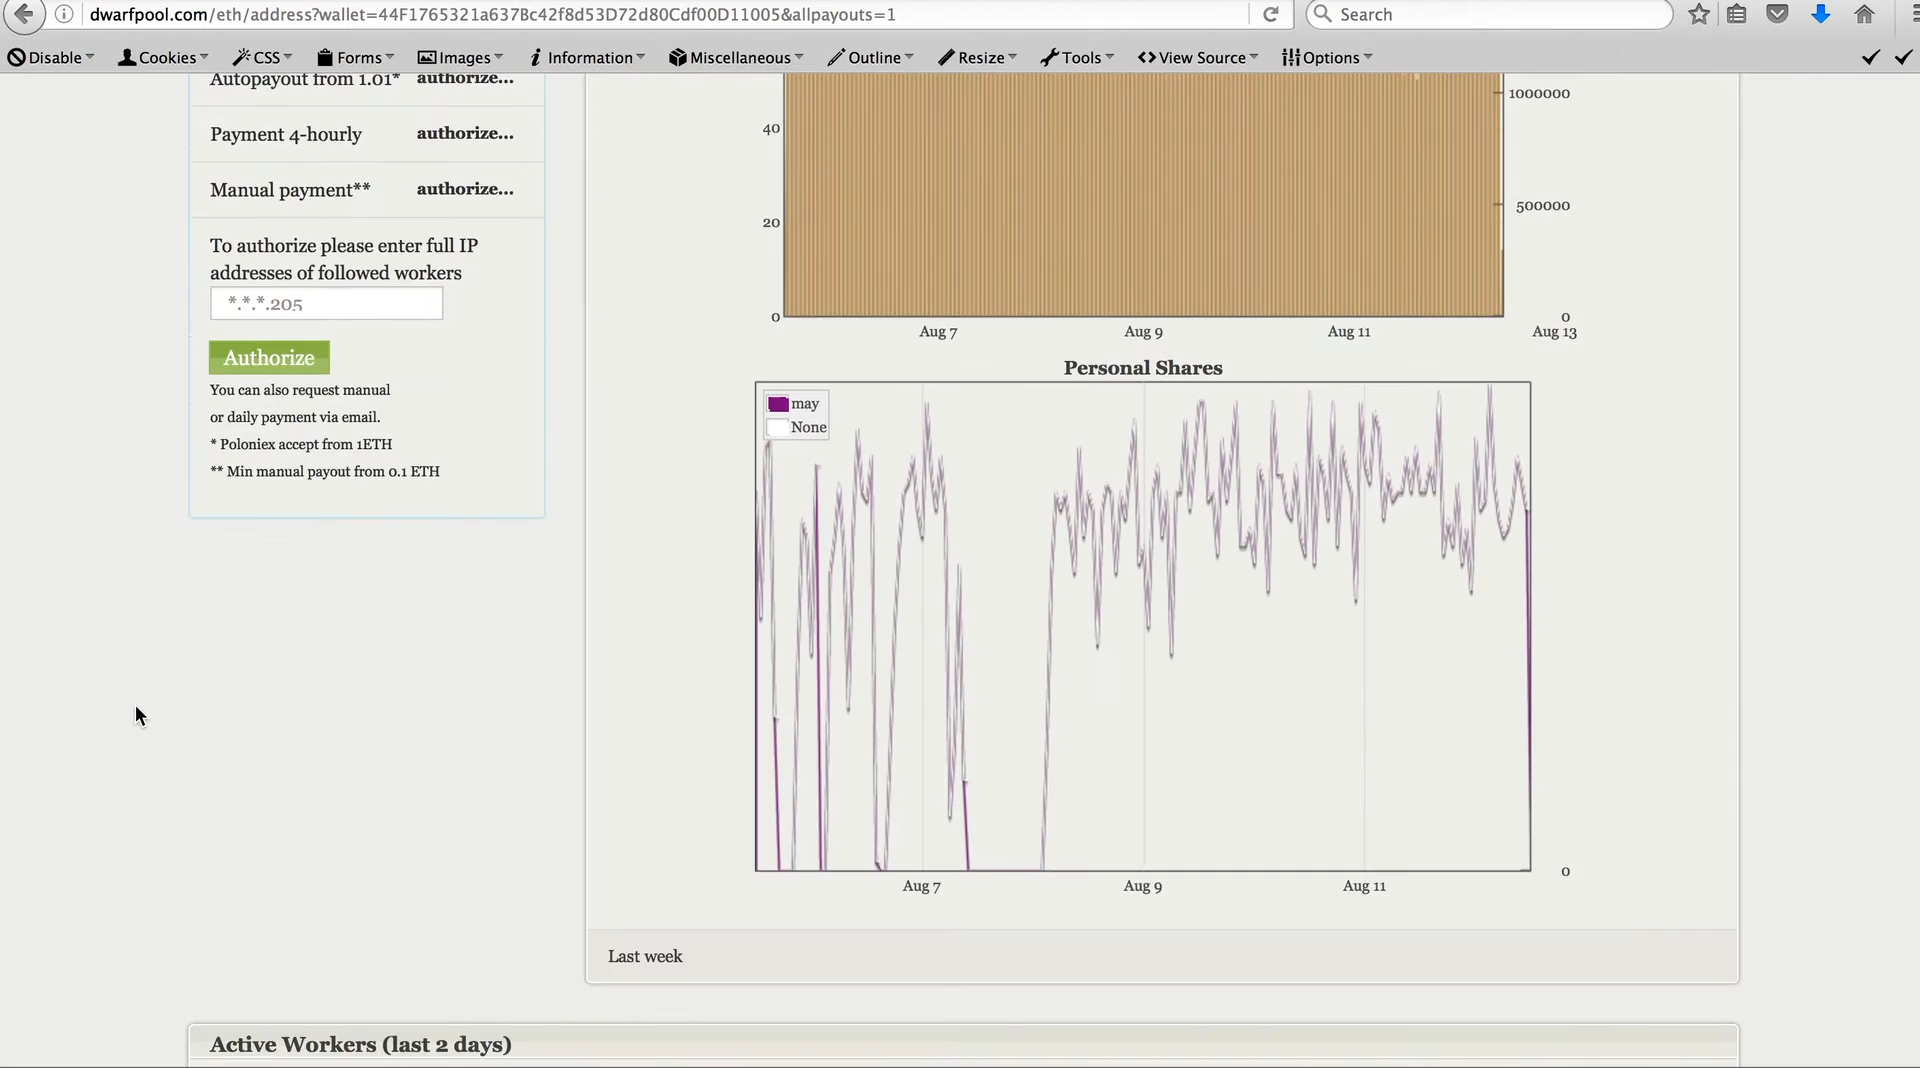 dwarfpool.com/eth/address?wallet=44F1765321a637Bc42f8d53D72d80Cdf00D11005&allpayouts=1
Search
Disable
Cookies
CSS
Forms
Images
Information
Miscellaneous
Outline
Resize
Tools
View Source
Options
Autopayout from 1.01* authorize...
Payment 4-hourly authorize...
Manual payment** authorize...
To authorize please enter full IP
addresses of followed workers
*.*.*.205
Authorize
You can also request manual
or daily payment via email.
* Poloniex accept from 1ETH
** Min manual payout from 0.1 ETH
1000000
40
500000
20
0
0
Aug 7
Aug 9
Aug 11
Aug 13
Personal Shares
may
None
0
Aug 7
Aug 9
Aug 11
Last week
Active Workers (last 2 days)